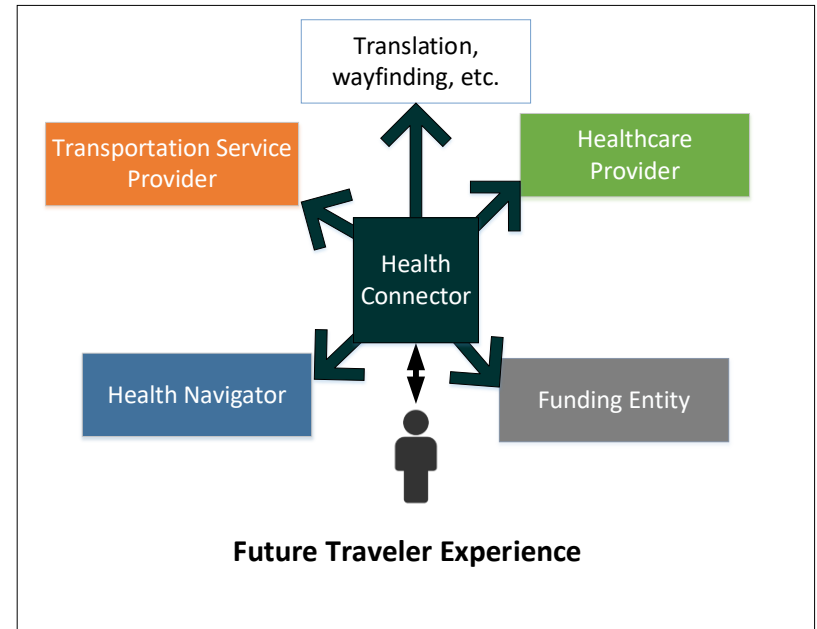 Translation,
wayfinding, etc.
Transportation Service
Provider
Healthcare
Provider
Health
Connector
Health Navigator
Funding Entity
Future Traveler Experience